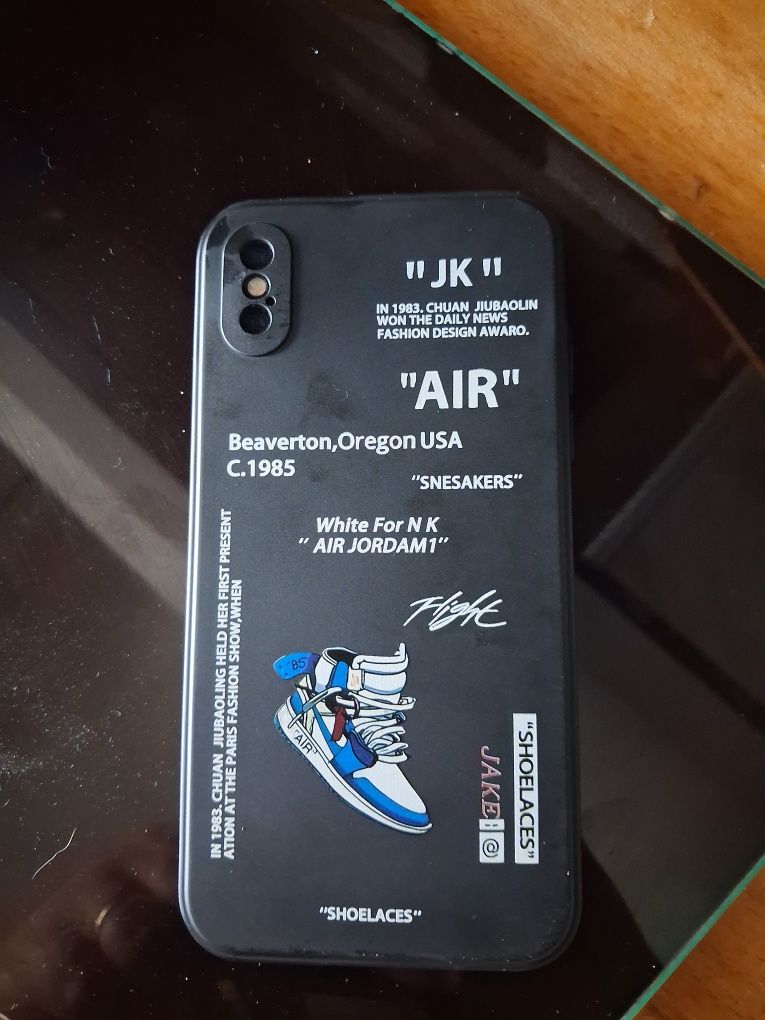 "JK"
IN 1983. CHUAN JIUBAOLIN
WON THE DAILY NEWS
FASHION DESIGN AWARO.
"AIR"
Beaverton,Oregon USA
C.1985
"SNESAKERS"
White For N K
" AIR JORDAM1"
Flight
IN 1983. CHUAN JIUBAOLING HELD HER FIRST PRESENT
ATION AT THE PARIS FASHION SHOW,WHEN
85
"AIR"
JAKE
@
"SHOELACES"
"SHOELACES"